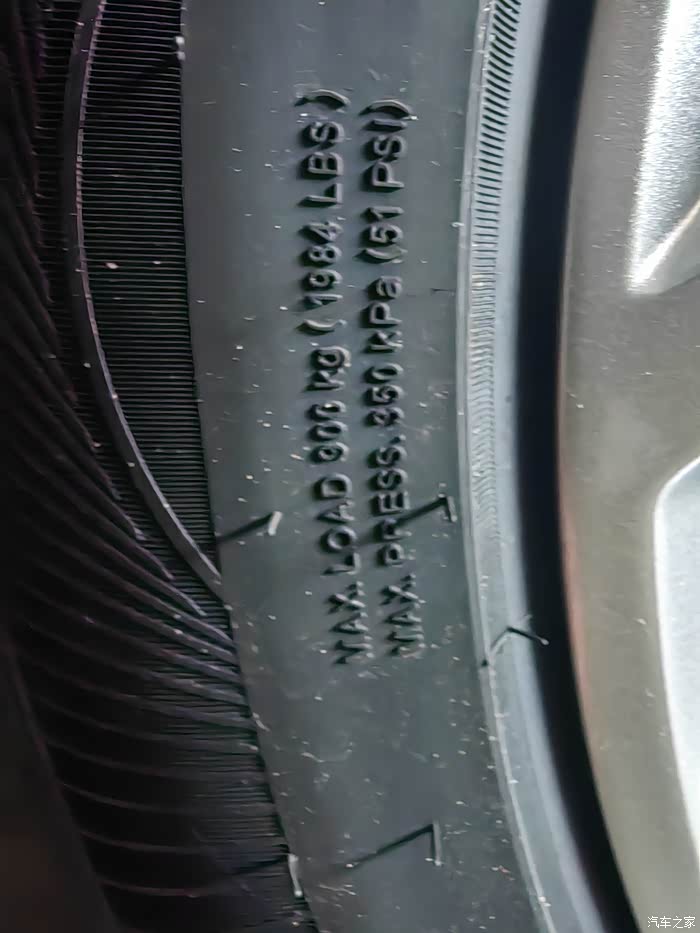 MAX. LOAD 900 kg ( 1984 LBS )
MAX. PRESS. 350 kPa (51 PSI)
汽车之家